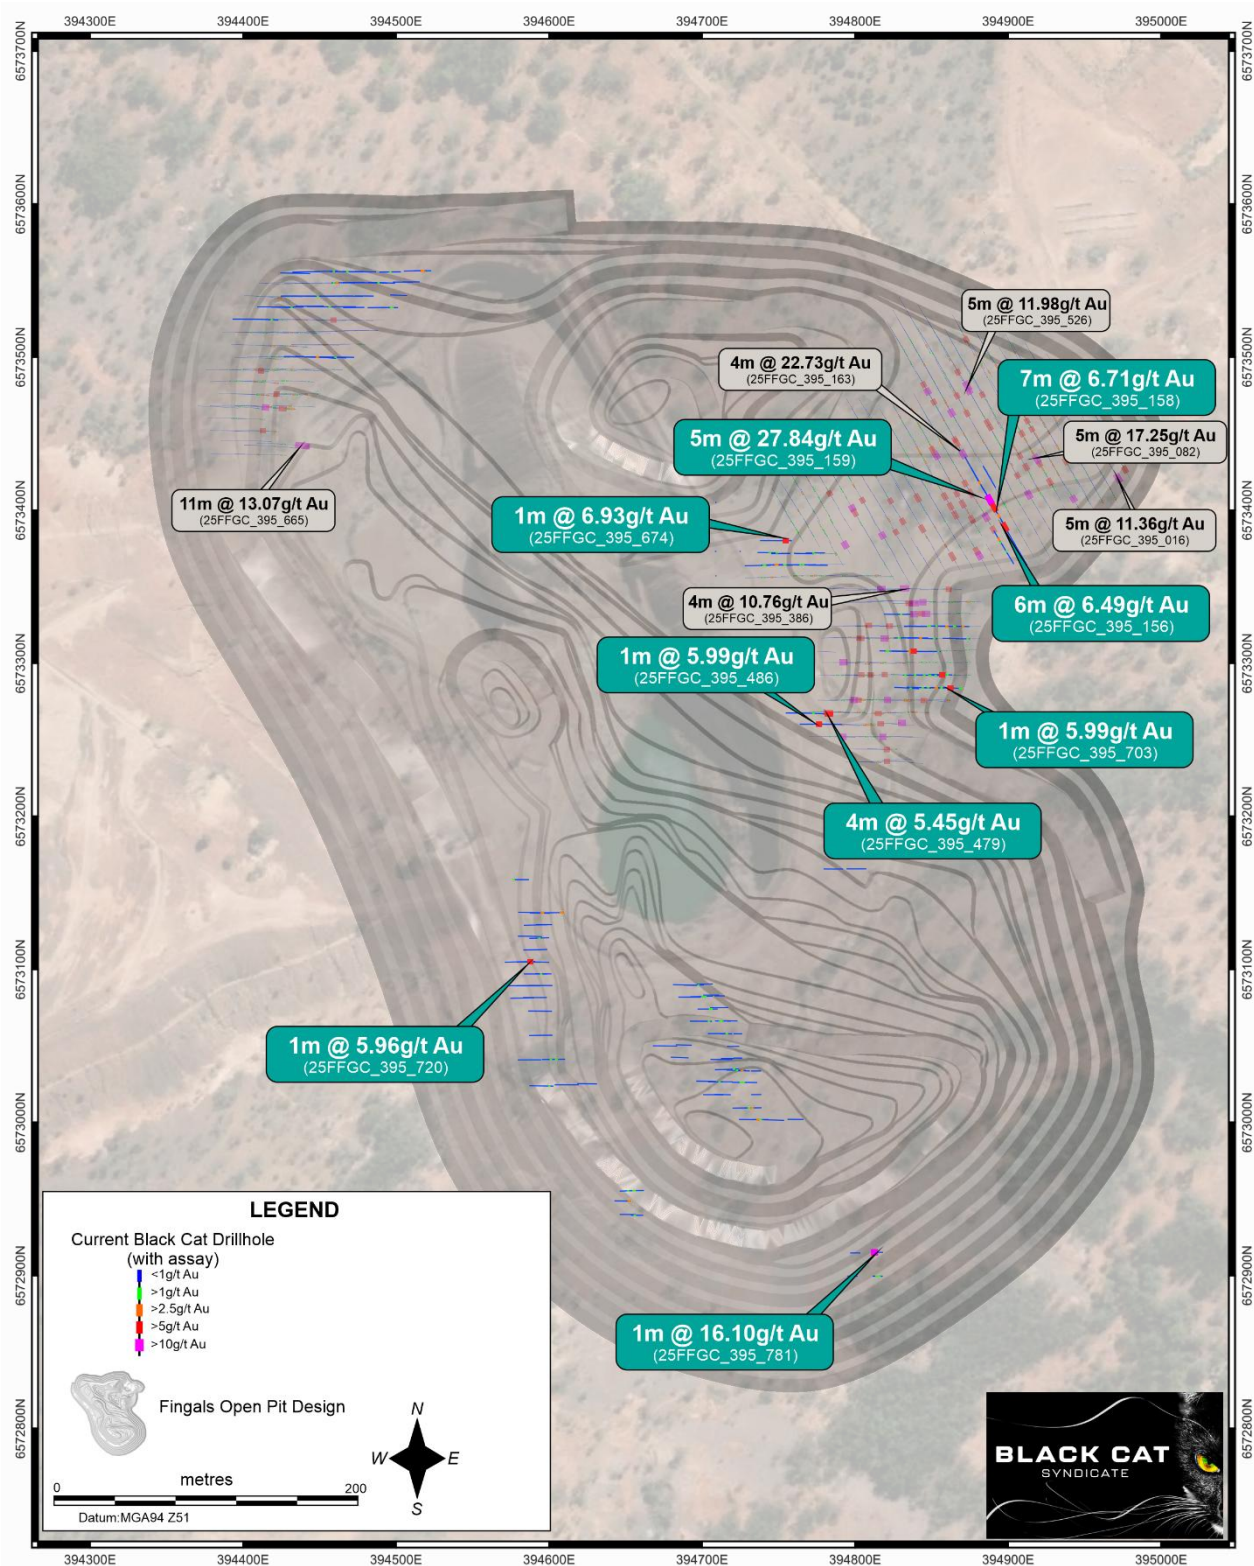 394300E 394400E 394500E 394600E 394700E 394800E 394900E 395000E
6573700N 6573700N
6573600N 6573600N
5m @ 11.98g/t Au
(25FFGC_395_526)
6573500N 6573500N
4m @ 22.73g/t Au
(25FFGC_395_163)
7m @ 6.71g/t Au
(25FFGC_395_158)
5m @ 27.84g/t Au
(25FFGC_395_159)
5m @ 17.25g/t Au
(25FFGC_395_082)
11m @ 13.07g/t Au
(25FFGC_395_665)
6573400N 6573400N
1m @ 6.93g/t Au
(25FFGC_395_674)
5m @ 11.36g/t Au
(25FFGC_395_016)
4m @ 10.76g/t Au
(25FFGC_395_386)
6m @ 6.49g/t Au
(25FFGC_395_156)
6573300N 6573300N
1m @ 5.99g/t Au
(25FFGC_395_486)
1m @ 5.99g/t Au
(25FFGC_395_703)
6573200N 6573200N
4m @ 5.45g/t Au
(25FFGC_395_479)
6573100N 6573100N
1m @ 5.96g/t Au
(25FFGC_395_720)
6573000N 6573000N
6572900N 6572900N
1m @ 16.10g/t Au
(25FFGC_395_781)
6572800N 6572800N
LEGEND
Current Black Cat Drillhole
(with assay)
<1g/t Au
>1g/t Au
>2.5g/t Au
>5g/t Au
>10g/t Au
Fingals Open Pit Design
N
W E
S
metres
0 200
Datum:MGA94 Z51
BLACK CAT
SYNDICATE
394300E 394400E 394500E 394600E 394700E 394800E 394900E 395000E